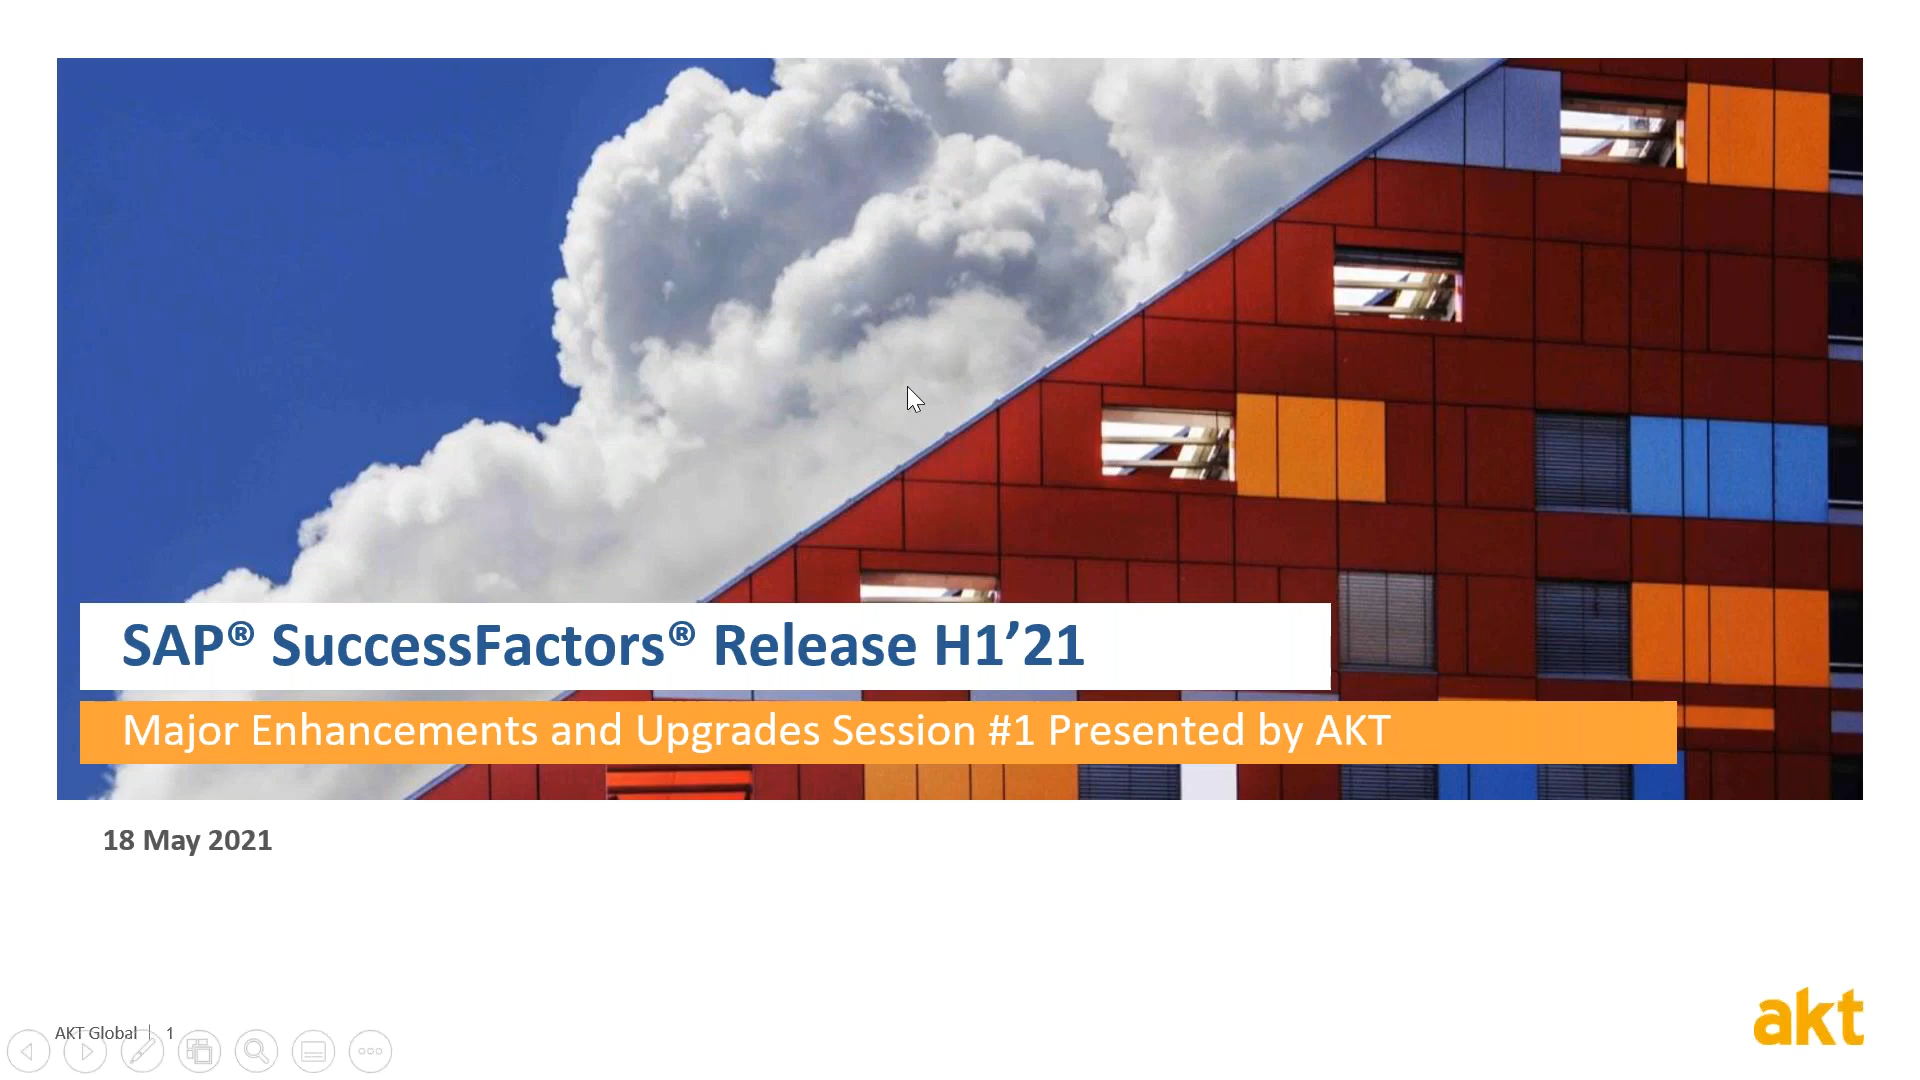 SAP® SuccessFactors® Release H1’21
Major Enhancements and Upgrades Session #1 Presented by AKT
18 May 2021
AKT Global | 1
akt